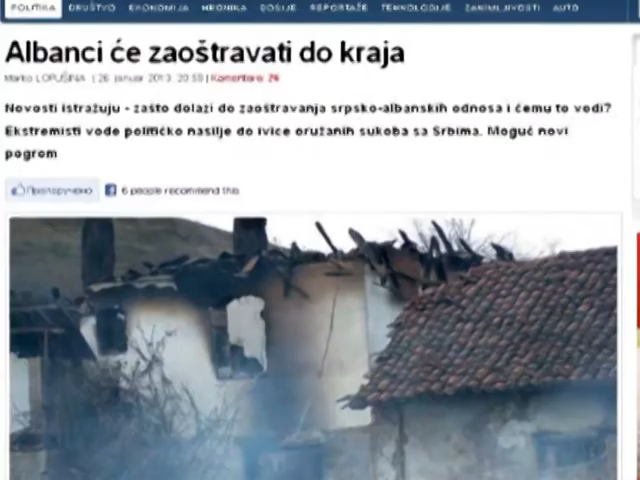 POLITIKA DRUŠTVO EKONOMIJA HRONIKA DOSIJE REPORTAŽE TEHNOLOGIJE ZANIMLJIVOSTI AUTO
Albanci će zaoštravati do kraja
Marko LOPUŠINA | 26. januar 2013. 20:58 | Komentara: 26
Novosti istražuju - zašto dolazi do zaoštravanja srpsko-albanskih odnosa i čemu to vodi?
Ekstremisti vode političko nasilje do ivice oružanih sukoba sa Srbima. Moguć novi
pogrom
Препоручено 6 people recommend this